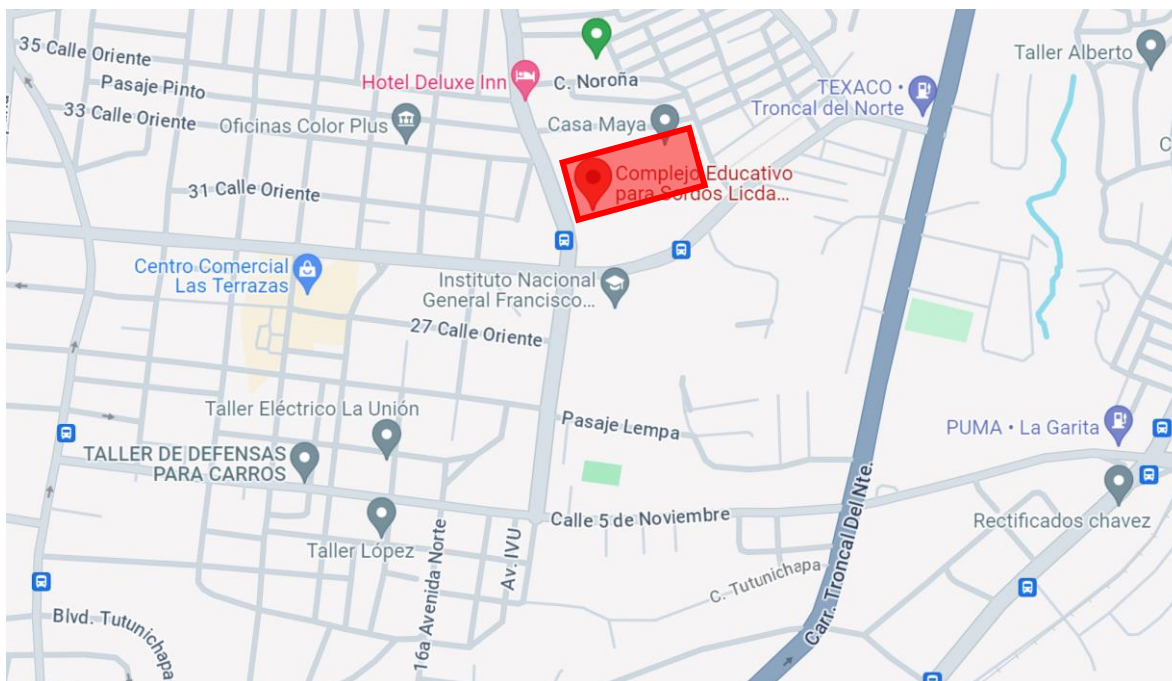 35 Calle Oriente
Pasaje Pinto
33 Calle Oriente
Hotel Deluxe Inn
C. Noroña
Oficinas Color Plus
Casa Maya
TEXACO •
Troncal del Norte
Taller Alberto
31 Calle Oriente
Complejo Educativo
para Sordos Licda...
Centro Comercial
Las Terrazas
Instituto Nacional
General Francisco...
27 Calle Oriente
Taller Eléctrico La Unión
Pasaje Lempa
PUMA • La Garita
TALLER DE DEFENSAS
PARA CARROS
Calle 5 de Noviembre
Rectificados chavez
Taller López
16a Avenida Norte
Av. IVU
C. Tutunichapa
Carr. Troncal Del Nte.
Blvd. Tutunichapa